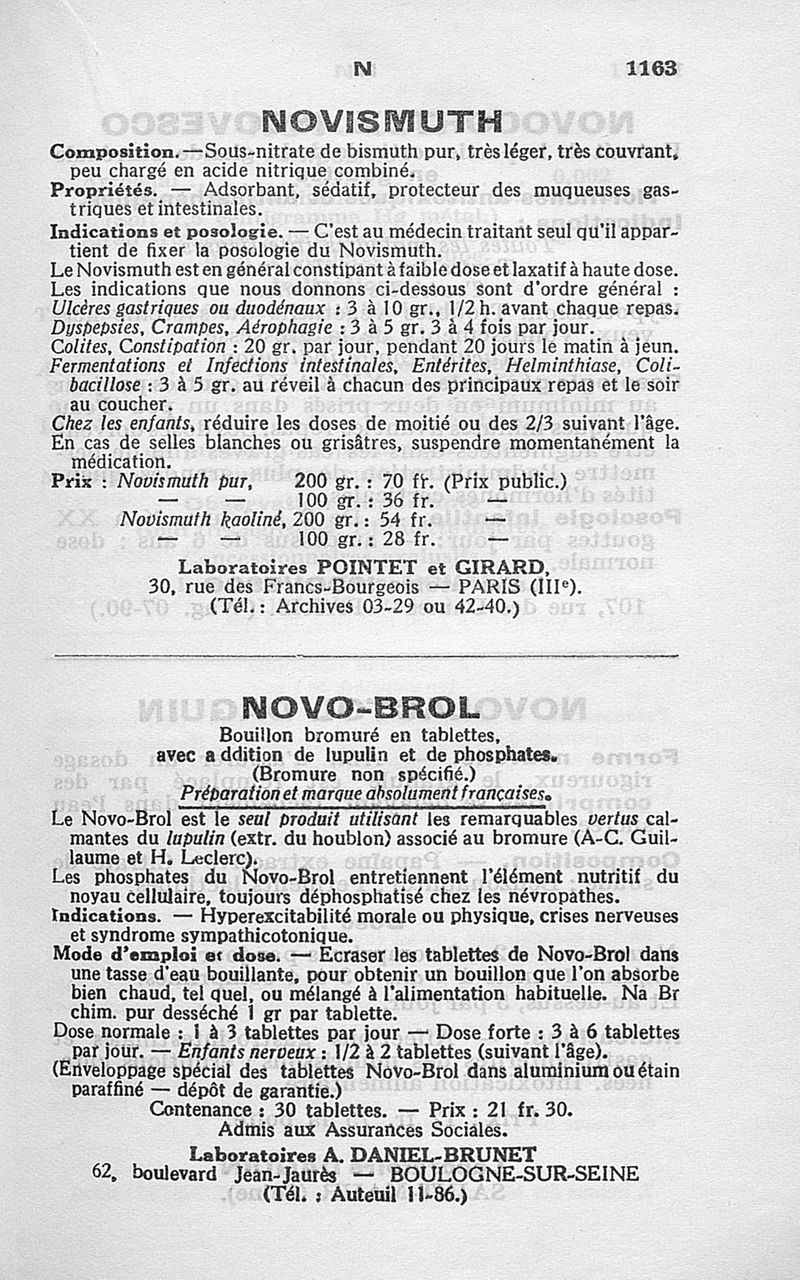 N 1163
NOVISMUTH
Composition. — Sous-nitrate de bismuth pur, très léger, très couvrant,
peu chargé en acide nitrique combiné.
Propriétés. — Adsorbant, sédatif, protecteur des muqueuses gas-
triques et intestinales.
Indications et posologie. — C'est au médecin traitant seul qu'il appar-
tient de fixer la posologie du Novismuth.
Le Novismuth est en général constipant à faible dose et laxatif à haute dose.
Les indications que nous donnons ci-dessous sont d'ordre général :
Ulcères gastriques ou duodénaux : 3 à 10 gr., 1/2 h. avant chaque repas.
Dyspepsies, Crampes, Aérophagie : 3 à 5 gr. 3 à 4 fois par jour.
Colites, Constipation : 20 gr. par jour, pendant 20 jours le matin à jeun.
Fermentations et Infections intestinales, Entérites, Helminthiase, Coli-
bacillose : 3 à 5 gr. au réveil à chacun des principaux repas et le soir
au coucher.
Chez les enfants, réduire les doses de moitié ou des 2/3 suivant l'âge.
En cas de selles blanches ou grisâtres, suspendre momentanément la
médication.
Prix : Novismuth pur, 200 gr. : 70 fr. (Prix public.)
— — 100 gr. : 36 fr. —
Novismuth kaoliné, 200 gr. : 54 fr. —
— — 100 gr. : 28 fr. —
Laboratoires POINTET et GIRARD,
30, rue des Francs-Bourgeois — PARIS (IIIe).
(Tél. : Archives 03-29 ou 42-40.)
NOVO-BROL
Bouillon bromuré en tablettes,
avec a ddition de lupulin et de phosphates.
(Bromure non spécifié.)
Préparation et marque absolument françaises.
Le Novo-Brol est le seul produit utilisant les remarquables vertus cal-
mantes du lupulin (extr. du houblon) associé au bromure (A-C. Guil-
laume et H. Leclerc).
Les phosphates du Novo-Brol entretiennent l'élément nutritif du
noyau cellulaire, toujours déphosphatisé chez les névropathes.
Indications. — Hyperexcitabilité morale ou physique, crises nerveuses
et syndrome sympathicotonique.
Mode d'emploi et dose. — Ecraser les tablettes de Novo-Brol dans
une tasse d'eau bouillante, pour obtenir un bouillon que l'on absorbe
bien chaud, tel quel, ou mélangé à l'alimentation habituelle. Na Br
chim. pur desséché 1 gr par tablette.
Dose normale : 1 à 3 tablettes par jour — Dose forte : 3 à 6 tablettes
par jour. — Enfants nerveux : 1/2 à 2 tablettes (suivant l'âge).
(Enveloppage spécial des tablettes Novo-Brol dans aluminium ou étain
paraffiné — dépôt de garantie.)
Contenance : 30 tablettes. — Prix : 21 fr. 30.
Admis aux Assurances Sociales.
Laboratoires A. DANIEL-BRUNET
62, boulevard Jean-Jaurès — BOULOGNE-SUR-SEINE
(Tél. : Auteuil 11-86.)